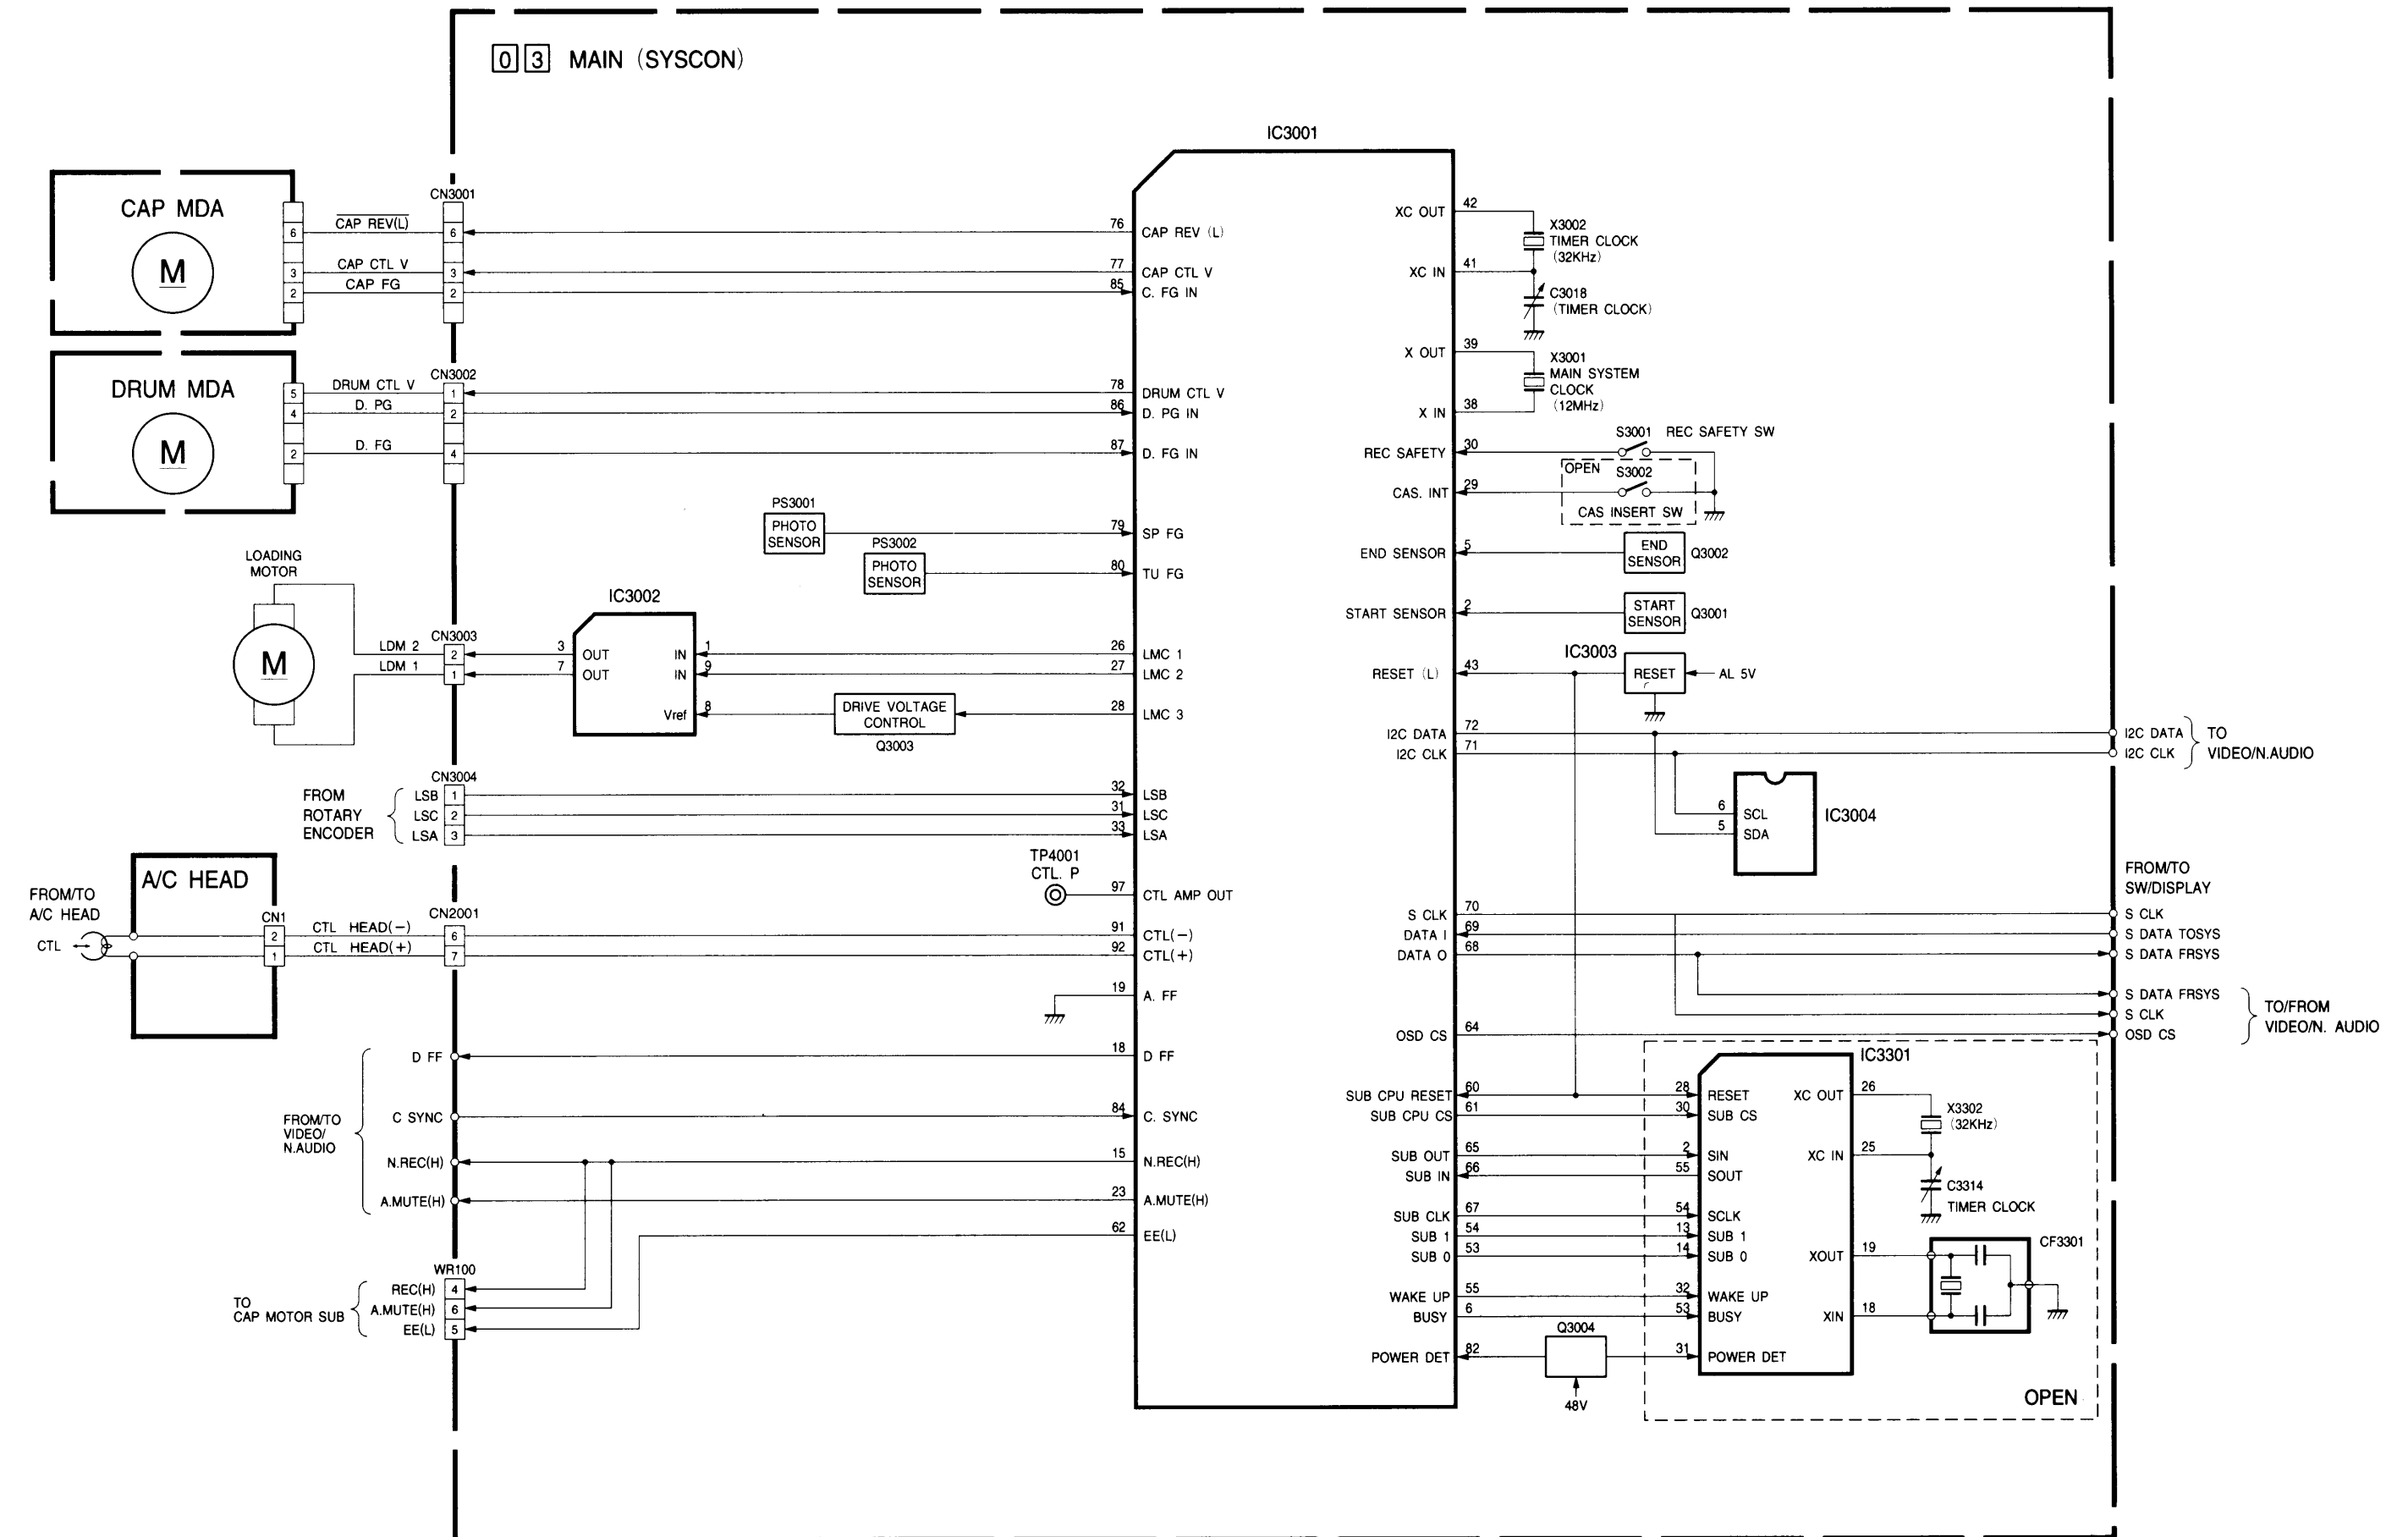 0 3 MAIN (SYSCON)
IC3001
CAP MDA
M
6
3
2
CAP REV(L)
CAP CTL V
CAP FG
CN3001
6
3
2
76 CAP REV (L)
77 CAP CTL V
85 C. FG IN
DRUM MDA
M
5
4
2
DRUM CTL V
D. PG
D. FG
CN3002
1
2
4
78 DRUM CTL V
86 D. PG IN
87 D. FG IN
PS3001
PHOTO
SENSOR
79 SP FG
PS3002
PHOTO
SENSOR
80 TU FG
LOADING
MOTOR
M
LDM 2
LDM 1
CN3003
2
1
IC3002
3 OUT
7 OUT
IN 1
IN 9
Vref 8
DRIVE VOLTAGE
CONTROL
Q3003
26 LMC 1
27 LMC 2
28 LMC 3
FROM
ROTARY
ENCODER
CN3004
LSB 1
LSC 2
LSA 3
32 LSB
31 LSC
33 LSA
TP4001
CTL. P
97 CTL AMP OUT
A/C HEAD
FROM/TO
A/C HEAD
CTL
CN1
2
1
CTL HEAD(-)
CTL HEAD(+)
CN2001
6
7
91 CTL(-)
92 CTL(+)
19 A. FF
FROM/TO
VIDEO/
N.AUDIO
D FF
C SYNC
N.REC(H)
A.MUTE(H)
18 D FF
84 C. SYNC
15 N.REC(H)
23 A.MUTE(H)
62 EE(L)
WR100
TO
CAP MOTOR SUB
REC(H) 4
A.MUTE(H) 6
EE(L) 5
XC OUT 42
XC IN 41
X3002
TIMER CLOCK
(32KHz)
C3018
(TIMER CLOCK)
X OUT 39
X IN 38
X3001
MAIN SYSTEM
CLOCK
(12MHz)
REC SAFETY 30
S3001 REC SAFETY SW
CAS. INT 29
OPEN S3002
CAS INSERT SW
END SENSOR 5
END
SENSOR
Q3002
START SENSOR 2
START
SENSOR
Q3001
IC3003
RESET (L) 43
RESET
AL 5V
I2C DATA 72
I2C CLK 71
I2C DATA
I2C CLK
TO
VIDEO/N.AUDIO
6 SCL
5 SDA
IC3004
FROM/TO
SW/DISPLAY
S CLK 70
DATA I 69
DATA O 68
S CLK
S DATA TOSYS
S DATA FRSYS
S DATA FRSYS
S CLK
OSD CS
TO/FROM
VIDEO/N. AUDIO
OSD CS 64
IC3301
SUB CPU RESET 60
SUB CPU CS 61
SUB OUT 65
SUB IN 66
SUB CLK 67
SUB 1 54
SUB 0 53
WAKE UP 55
BUSY 6
POWER DET 82
Q3004
48V
28 RESET
30 SUB CS
2 SIN
55 SOUT
54 SCLK
13 SUB 1
14 SUB 0
32 WAKE UP
53 BUSY
31 POWER DET
XC OUT 26
XC IN 25
XOUT 19
XIN 18
X3302
(32KHz)
C3314
TIMER CLOCK
CF3301
OPEN